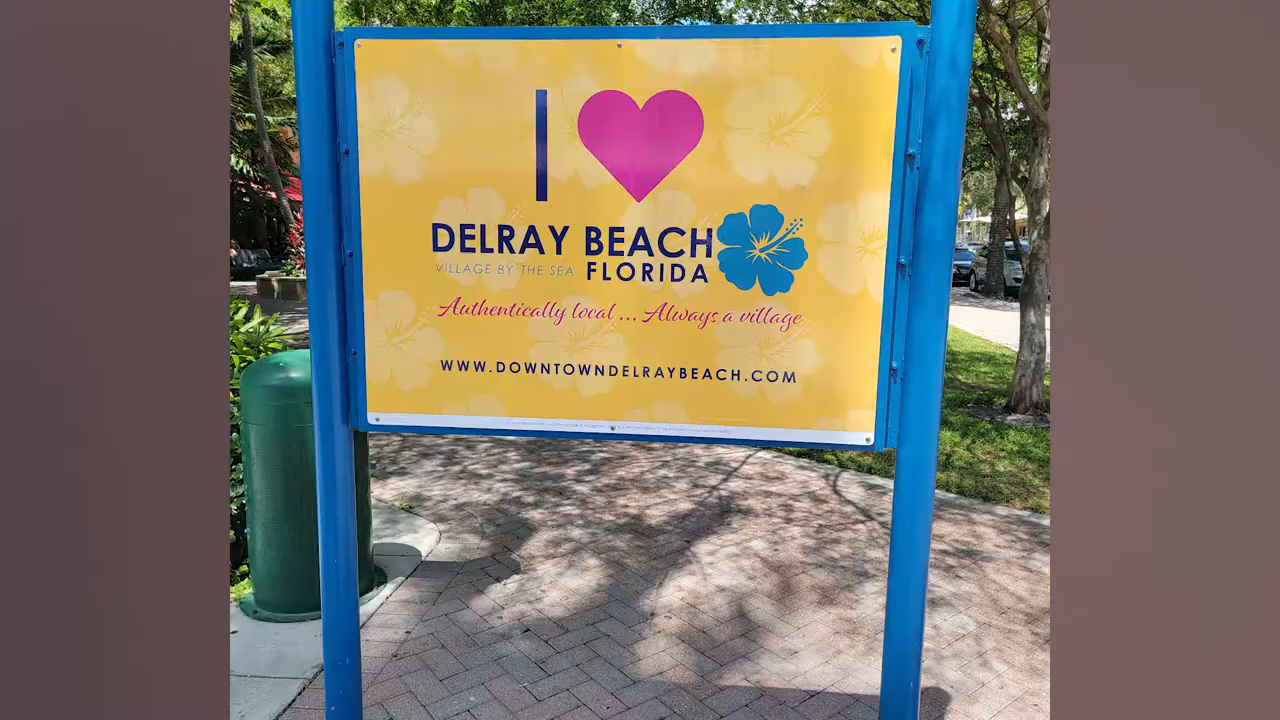 I
DELRAY BEACH
VILLAGE BY THE SEA FLORIDA
Authentically local ... Always a village
WWW.DOWNTOWNDELRAYBEACH.COM